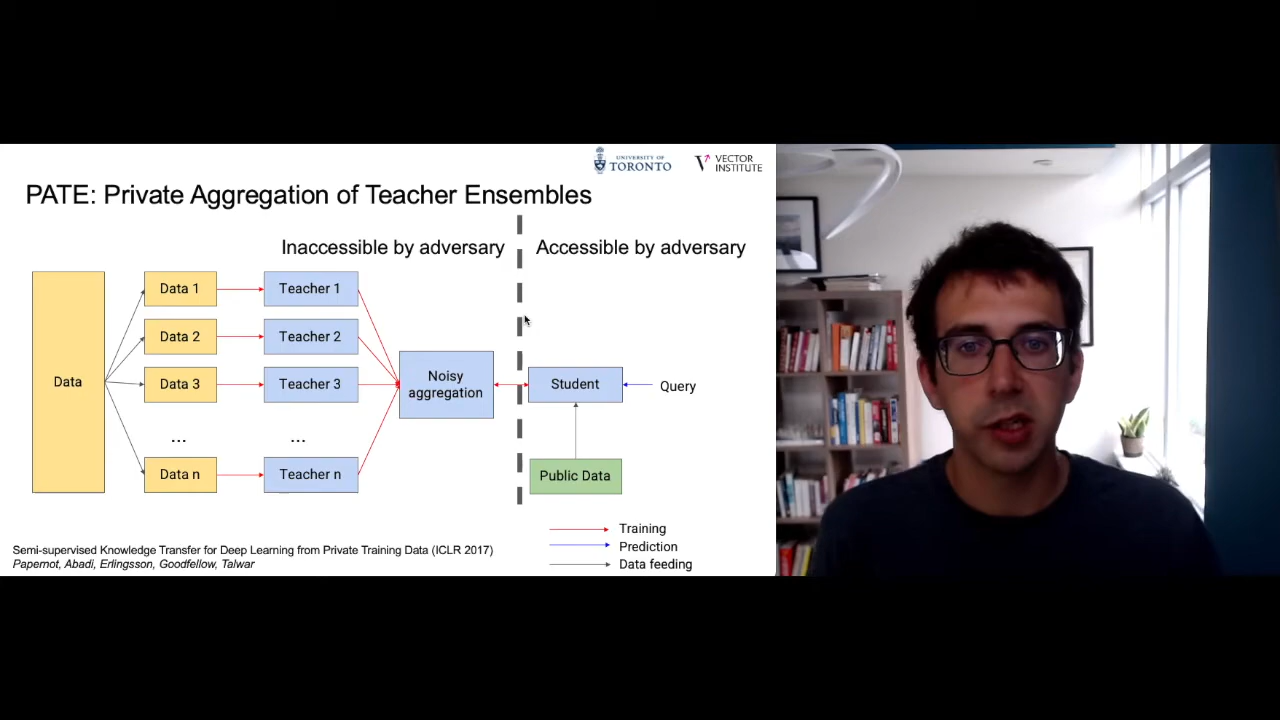 UNIVERSITY OF
TORONTO
VECTOR
INSTITUTE
PATE: Private Aggregation of Teacher Ensembles
Inaccessible by adversary
Accessible by adversary
Data
Data 1
Teacher 1
Data 2
Teacher 2
Data 3
Teacher 3
...
...
Data n
Teacher n
Noisy
aggregation
Student
Query
Public Data
Training
Prediction
Data feeding
Semi-supervised Knowledge Transfer for Deep Learning from Private Training Data (ICLR 2017)
Papernot, Abadi, Erlingsson, Goodfellow, Talwar